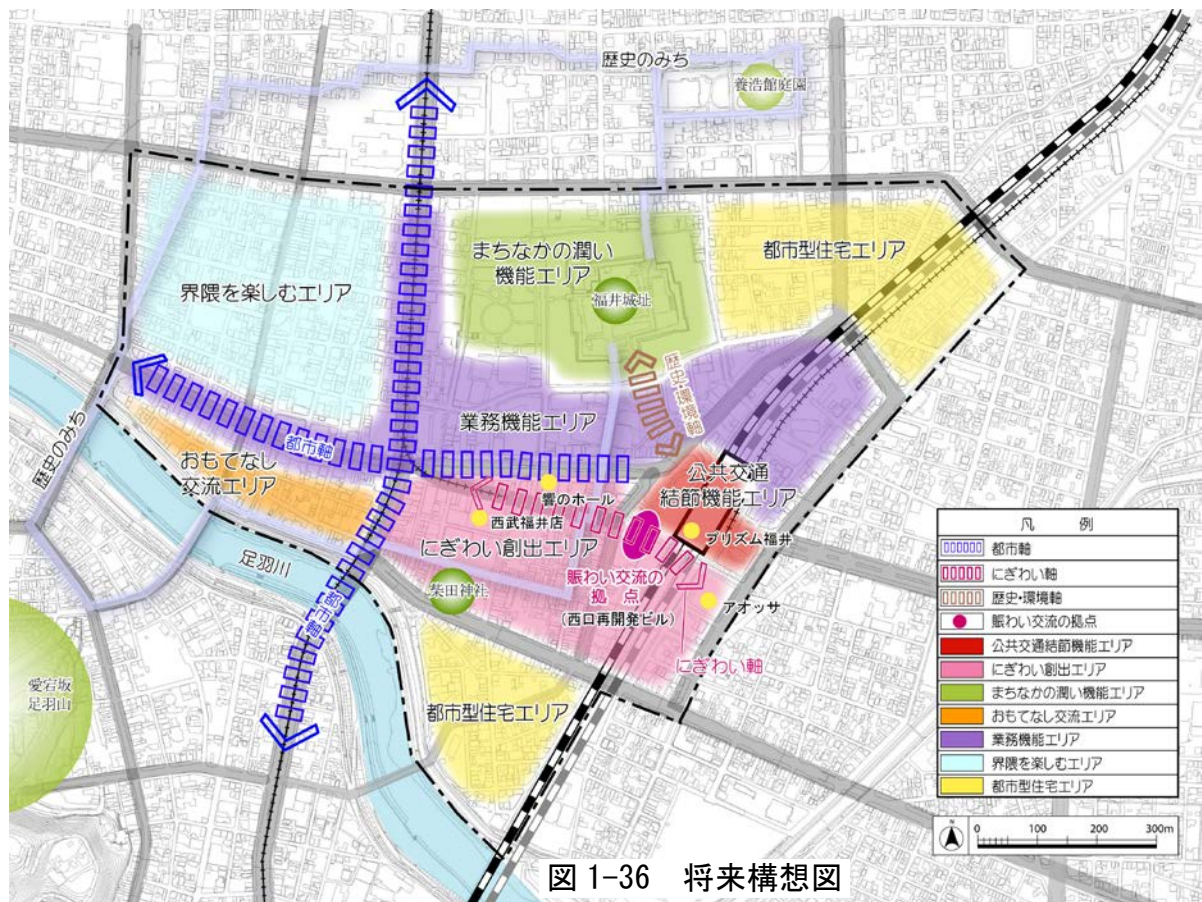 歴史のみち
養浩館庭園
まちなかの潤い
機能エリア
都市型住宅エリア
界隈を楽しむエリア
福井城址
歴史・環境軸
業務機能エリア
都市軸
歴史のみち
おもてなし
交流エリア
公共交通
結節機能エリア
響のホール
西武福井店
プリズム福井
にぎわい創出エリア
足羽川
賑わい交流の
拠 点
(西口再開発ビル)
柴田神社
アオッサ
都市軸
にぎわい軸
愛宕坂
足羽山
都市型住宅エリア
凡 例
都市軸
にぎわい軸
歴史・環境軸
賑わい交流の拠点
公共交通結節機能エリア
にぎわい創出エリア
まちなかの潤い機能エリア
おもてなし交流エリア
業務機能エリア
界隈を楽しむエリア
都市型住宅エリア
N
0 100 200 300m
図 1-36 将来構想図